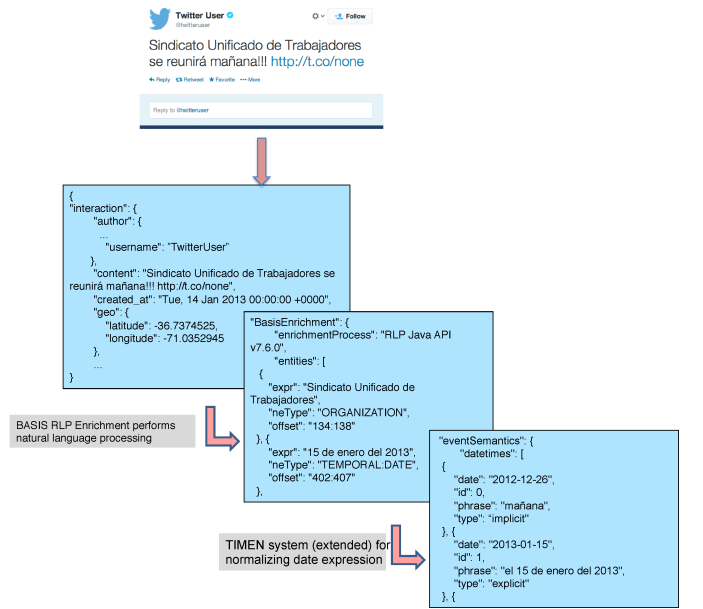 Twitter User
@twitteruser
Follow
Sindicato Unificado de Trabajadores
se reunirá mañana!!! http://t.co/none
Reply Retweet Favorite ••• More
Reply to @twitteruser
{
"interaction": {
"author": {
...
"username": "TwitterUser”
},
"content": "Sindicato Unificado de Trabajadores se
reunirá mañana!!! http://t.co/none",
"created_at": "Tue, 14 Jan 2013 00:00:00 +0000",
"geo": {
"latitude": -36.7374525,
"longitude": -71.0352945
},
...
}
"BasisEnrichment": {
"enrichmentProcess": "RLP Java API
v7.6.0",
"entities": [
{
"expr": "Sindicato Unificado de
Trabajadores",
"neType": "ORGANIZATION",
"offset": "134:138"
}, {
"expr": "15 de enero del 2013",
"neType": "TEMPORAL:DATE",
"offset": "402:407"
},
BASIS RLP Enrichment performs
natural language processing
"eventSemantics": {
"datetimes": [
{
"date": "2012-12-26",
"id": 0,
"phrase": "mañana",
"type": “implicit"
}, {
"date": "2013-01-15",
"id": 1,
"phrase": "el 15 de enero del 2013",
"type": "explicit"
}, {
TIMEN system (extended) for
normalizing date expression